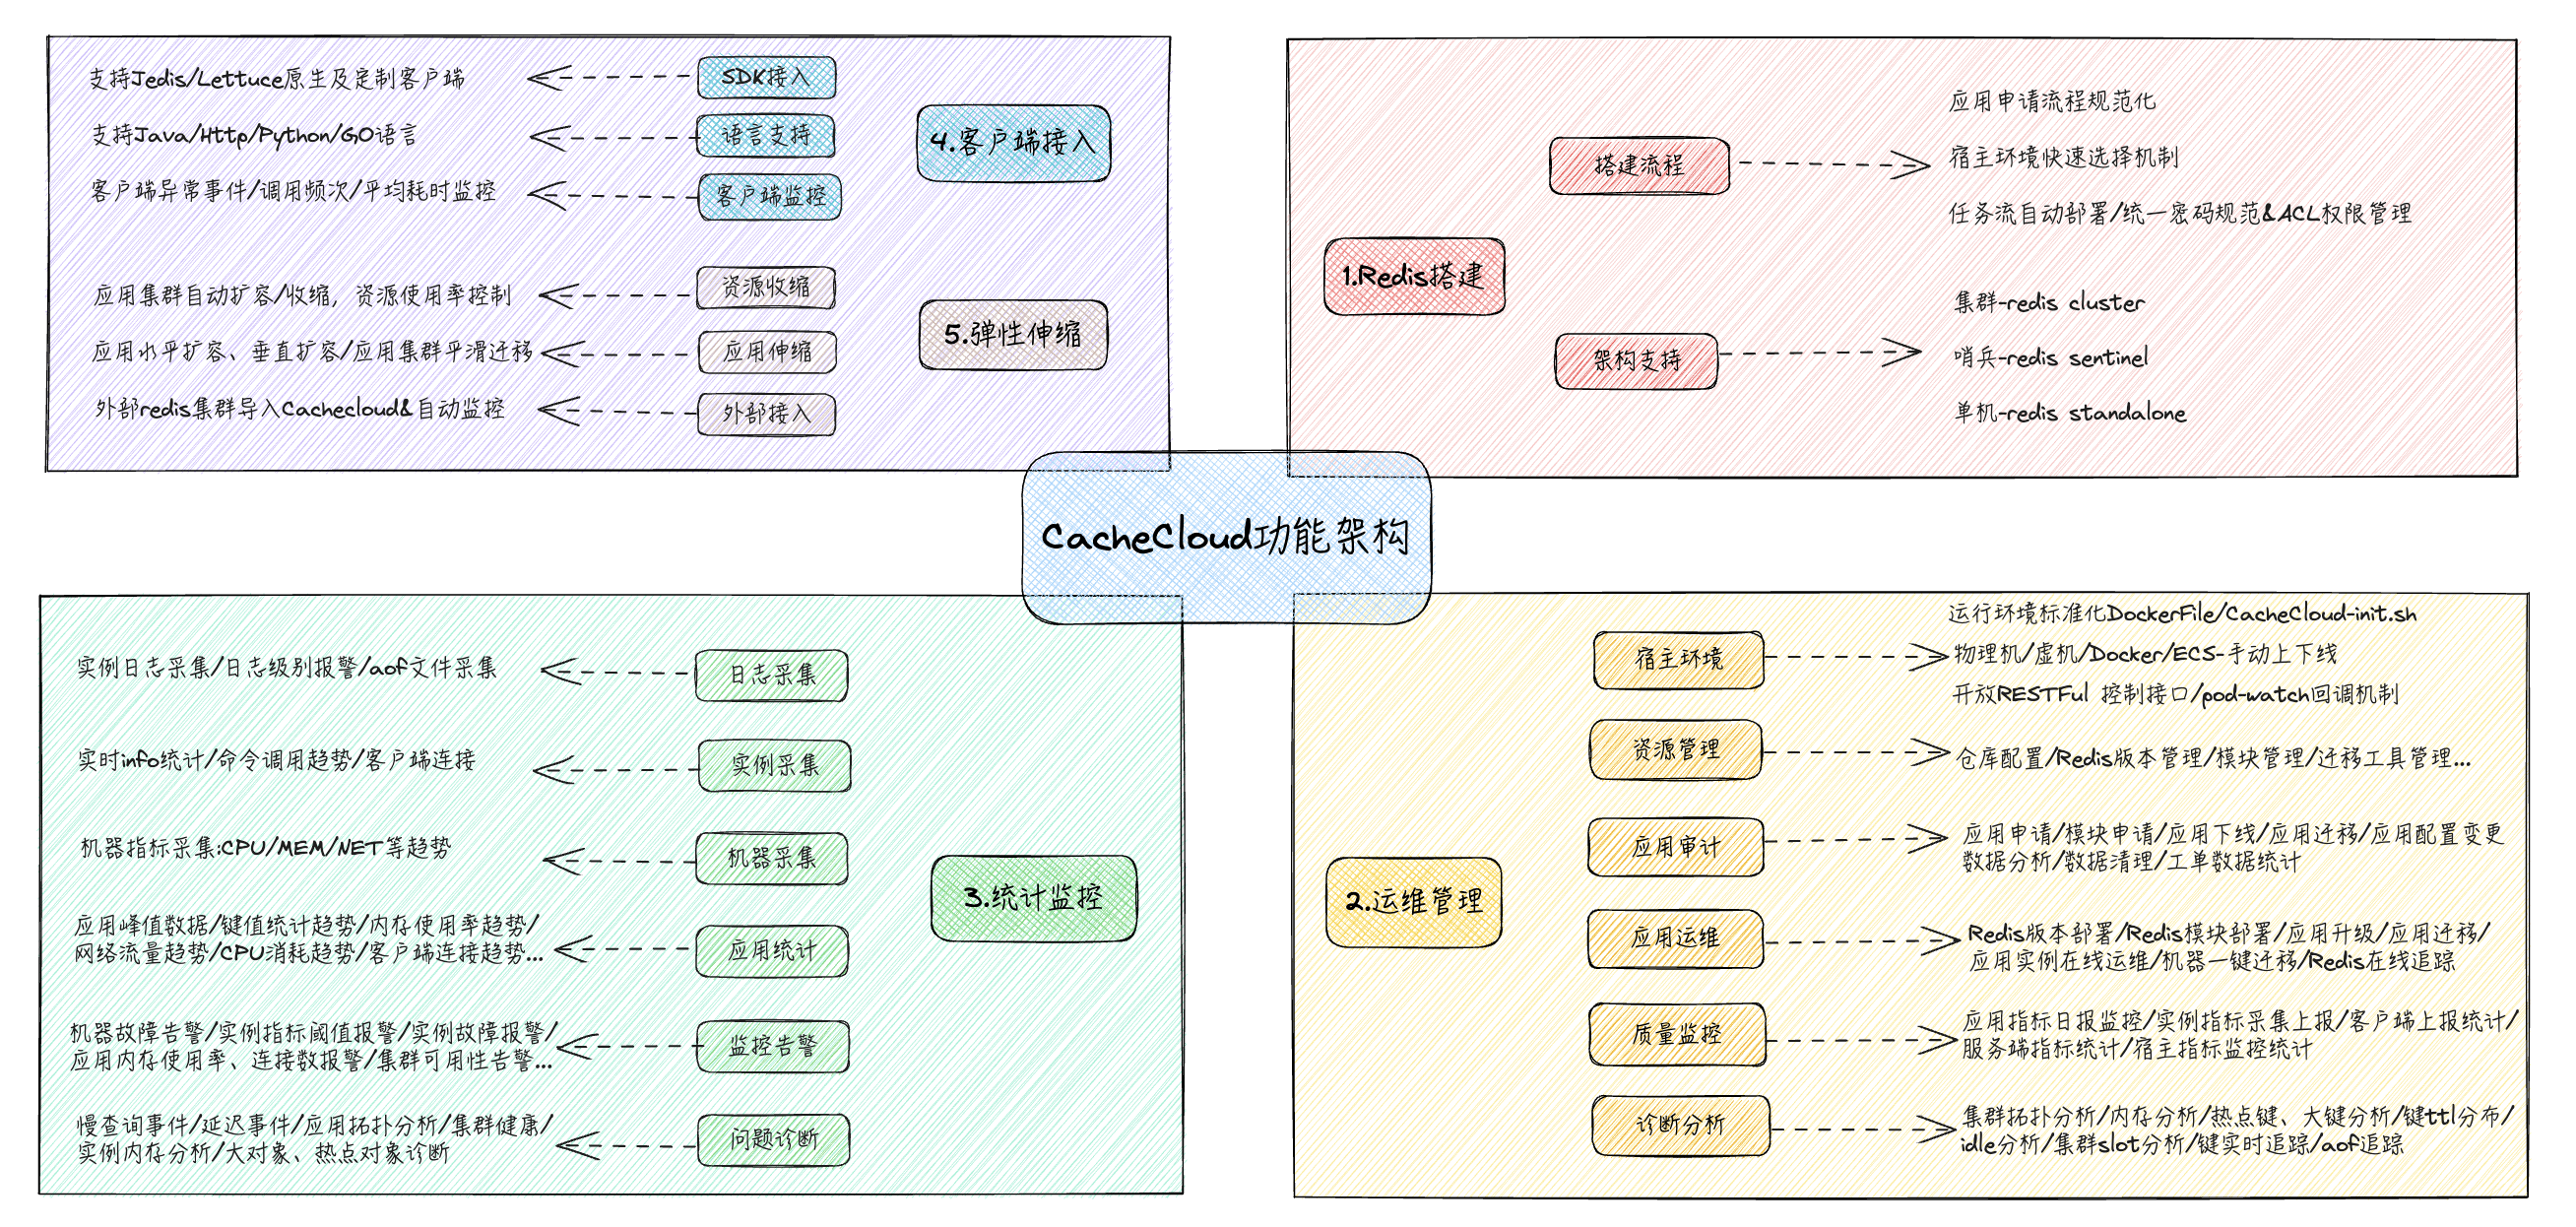 CacheCloud功能架构
1.Redis搭建
搭建流程
应用申请流程规范化
宿主环境快速选择机制
任务流自动部署/统一密码规范&ACL权限管理
架构支持
集群-redis cluster
哨兵-redis sentinel
单机-redis standalone
2.运维管理
宿主环境
运行环境标准化DockerFile/CacheCloud-init.sh
物理机/虚机/Docker/ECS-手动上下线
开放RESTFul 控制接口/pod-watch回调机制
资源管理
仓库配置/Redis版本管理/模块管理/迁移工具管理...
应用审计
应用申请/模块申请/应用下线/应用迁移/应用配置变更
数据分析/数据清理/工单数据统计
应用运维
Redis版本部署/Redis模块部署/应用升级/应用迁移/
应用实例在线运维/机器一键迁移/Redis在线追踪
质量监控
应用指标日报监控/实例指标采集上报/客户端上报统计/
服务端指标统计/宿主指标监控统计
诊断分析
集群拓扑分析/内存分析/热点键、大键分析/键ttl分布/
idle分析/集群slot分析/键实时追踪/aof追踪
3.统计监控
日志采集
实例日志采集/日志级别报警/aof文件采集
实例采集
实时info统计/命令调用趋势/客户端连接
机器采集
机器指标采集:CPU/MEM/NET等趋势
应用统计
应用峰值数据/键值统计趋势/内存使用率趋势/
网络流量趋势/CPU消耗趋势/客户端连接趋势...
监控告警
机器故障告警/实例指标阈值报警/实例故障报警/
应用内存使用率、连接数报警/集群可用性告警...
问题诊断
慢查询事件/延迟事件/应用拓扑分析/集群健康/
实例内存分析/大对象、热点对象诊断
4.客户端接入
SDK接入
支持Jedis/Lettuce原生及定制客户端
语言支持
支持Java/Http/Python/GO语言
客户端监控
客户端异常事件/调用频次/平均耗时监控
5.弹性伸缩
资源收缩
应用集群自动扩容/收缩，资源使用率控制
应用伸缩
应用水平扩容、垂直扩容/应用集群平滑迁移
外部接入
外部redis集群导入Cachecloud&自动监控